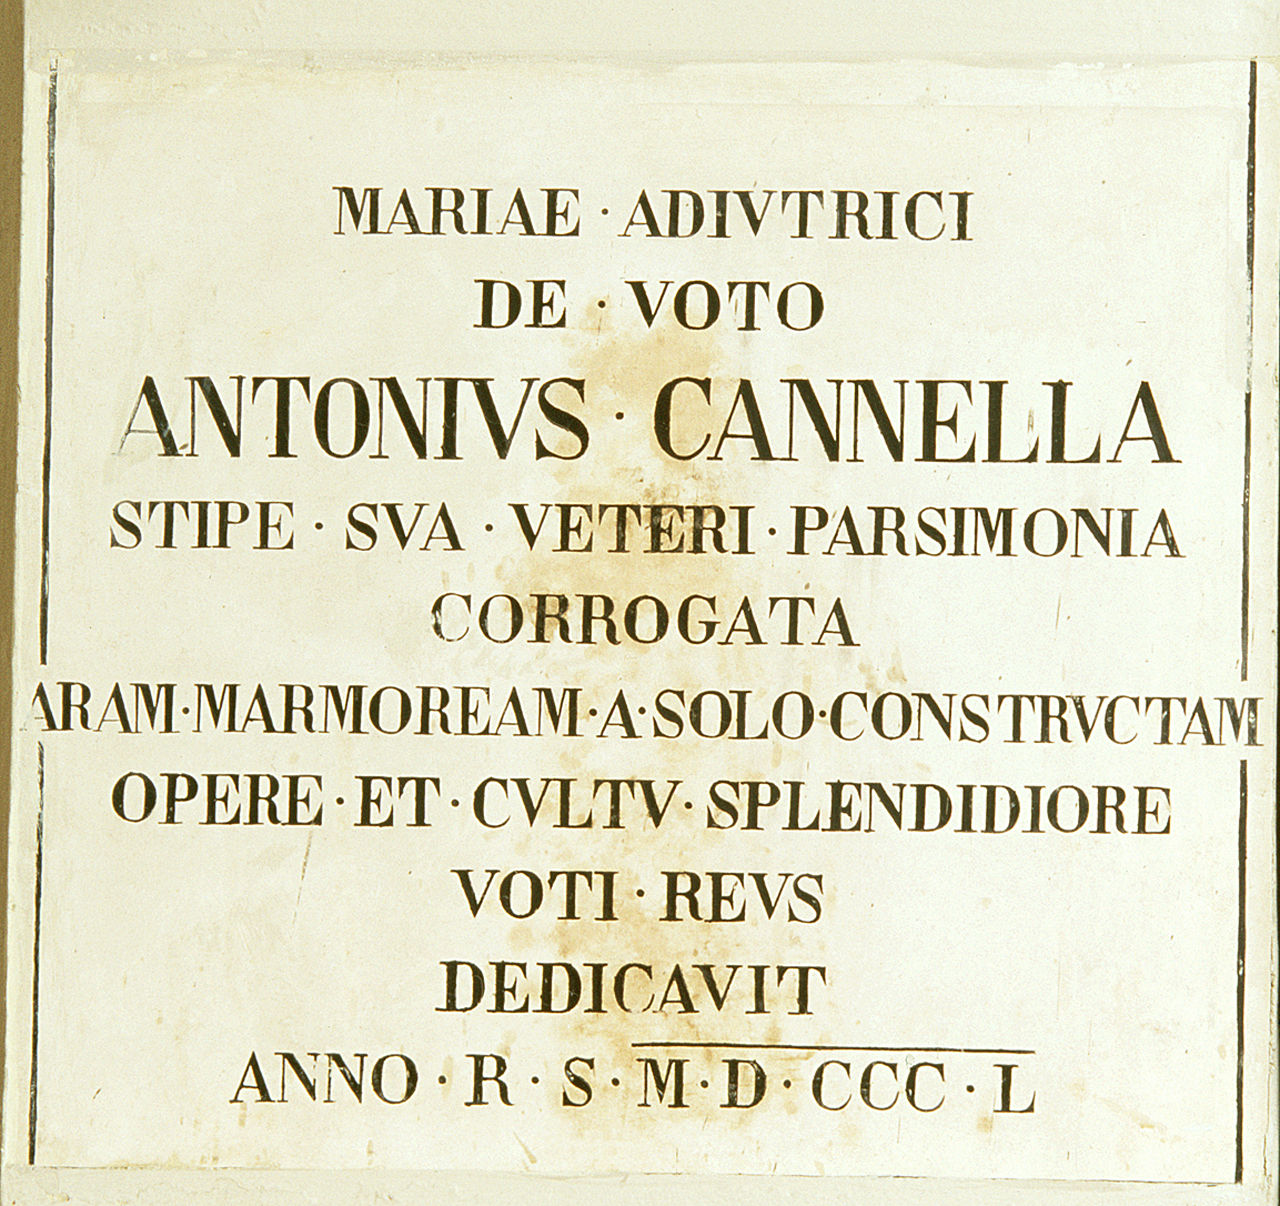 MARIAE · ADIVTRICI
DE · VOTO
ANTONIVS · CANNELLA
STIPE · SVA · VETERI · PARSIMONIA
CORROGATA
ARAM · MARMOREAM · A · SOLO · CONSTRVCTAM
OPERE · ET · CVLTV · SPLENDIDIORE
VOTI · REVS
DEDICAVIT
ANNO · R · S · M · D · CCC · L